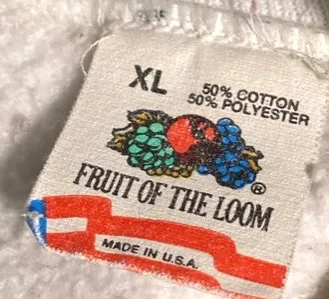 XL
50% COTTON
50% POLYESTER
FRUIT OF THE LOOM®
MADE IN U.S.A.